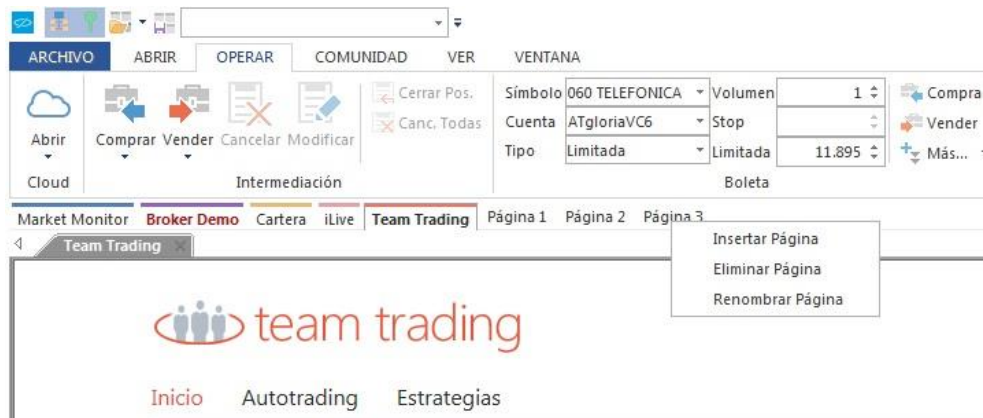 ARCHIVO ABRIR OPERAR COMUNIDAD VER VENTANA
Cerrar Pos. Símbolo 060 TELEFONICA Volumen 1 Compra
Abrir Comprar Vender Cancelar Modificar Canc. Todas Cuenta ATgloriaVC6 Stop Vender
Tipo Limitada Limitada 11.895 Más...
Cloud Intermediación Boleta
Market Monitor Broker Demo Cartera iLive Team Trading Página 1 Página 2 Página 3
Team Trading
Insertar Página
Eliminar Página
Renombrar Página
team trading
Inicio Autotrading Estrategias